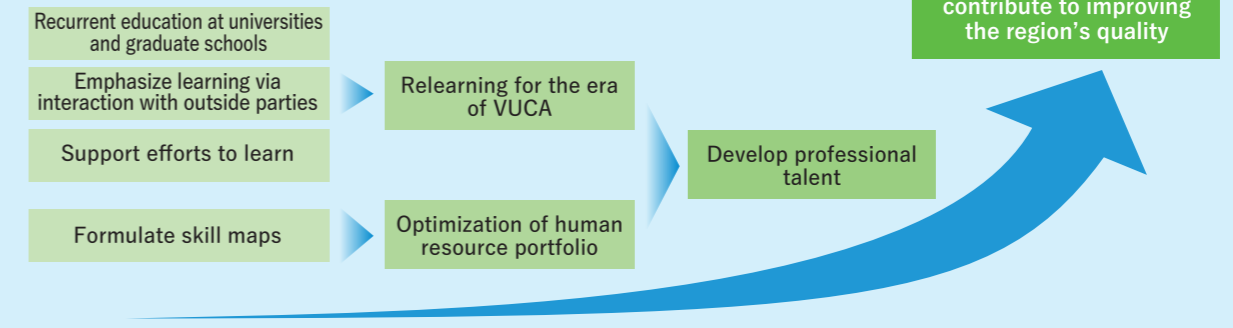 contribute to improving
the region's quality
Recurrent education at universities
and graduate schools
Emphasize learning via
interaction with outside parties
Support efforts to learn
Formulate skill maps
Relearning for the era
of VUCA
Optimization of human
resource portfolio
Develop professional
talent